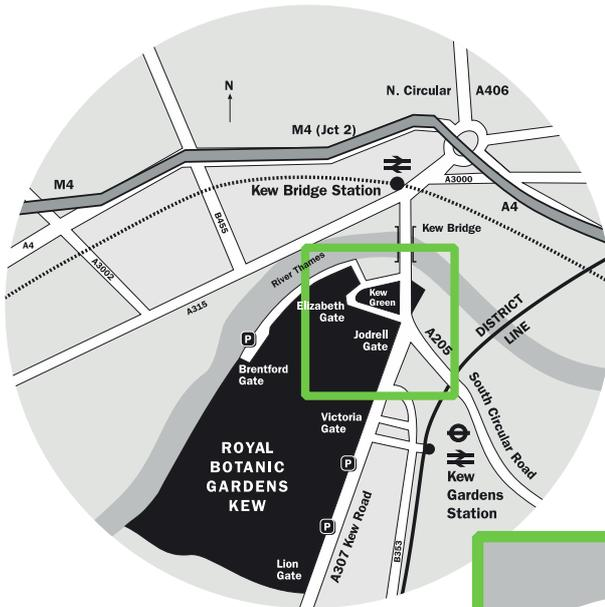 N. Circular
A406
N
M4 (Jct 2)
M4
Kew Bridge Station
A3000
A4
Kew Bridge
B455
A4
A3002
River Thames
A315
Kew
Green
Elizabeth
Gate
Jodrell
Gate
A205
DISTRICT
LINE
P
Brentford
Gate
South Circular Road
Victoria
Gate
ROYAL
BOTANIC
GARDENS
KEW
P
Kew
Gardens
Station
P
A307 Kew Road
B353
Lion
Gate